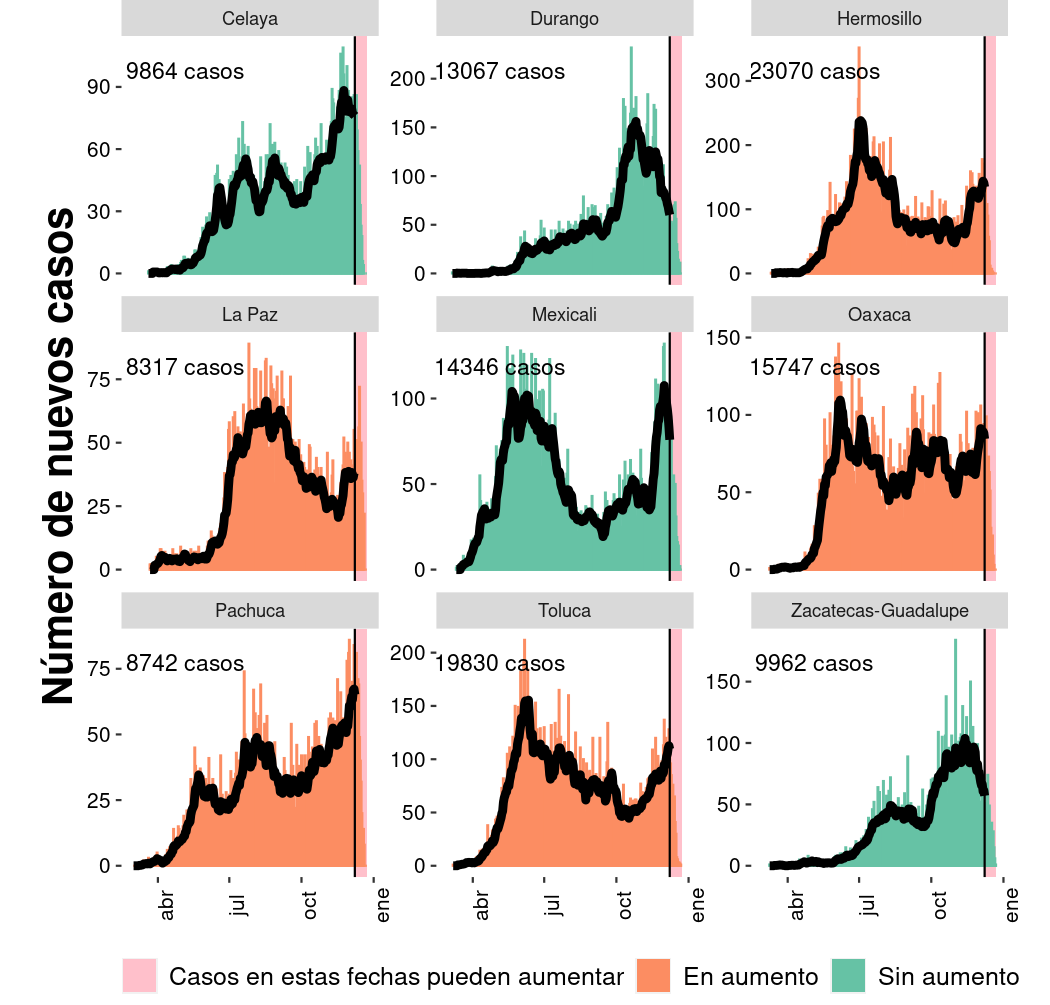 Celaya Durango Hermosillo
9864 casos 13067 casos 23070 casos
90 200 300
60 150 200
30 100 100
0 50 0
0
La Paz Mexicali Oaxaca
8317 casos 14346 casos 15747 casos
75 100 150
50 50 100
25 0 50
0 0
Pachuca Toluca Zacatecas-Guadalupe
8742 casos 19830 casos 9962 casos
75 200 150
50 150 100
25 100 50
0 50 0
0
abr jul oct ene abr jul oct ene abr jul oct ene
Número de nuevos casos
Casos en estas fechas pueden aumentar En aumento Sin aumento